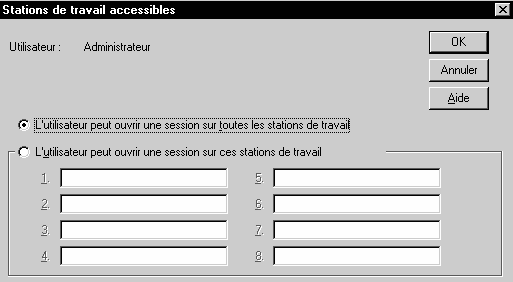 Stations de travail accessibles
Utilisateur : Administrateur
OK
Annuler
Aide
L'utilisateur peut ouvrir une session sur toutes les stations de travail
L'utilisateur peut ouvrir une session sur ces stations de travail
1. 5.
2. 6.
3. 7.
4. 8.